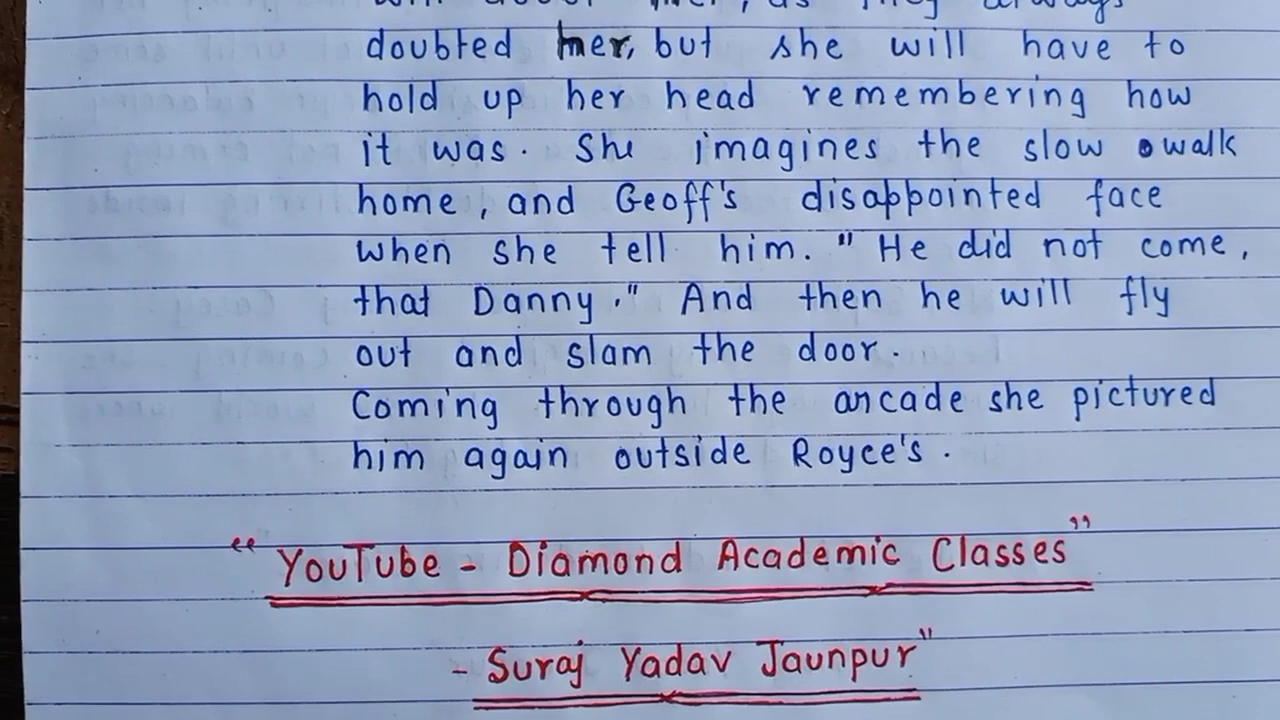 doubted her, but she will have to
hold up her head remembering how
it was. She imagines the slow walk
home, and Geoff's disappointed face
when she tell him. " He did not come,
that Danny." And then he will fly
out and slam the door.
Coming through the arcade she pictured
him again outside Royce's.
“ YouTube - Diamond Academic Classes ”
- Suraj Yadav Jaunpur"